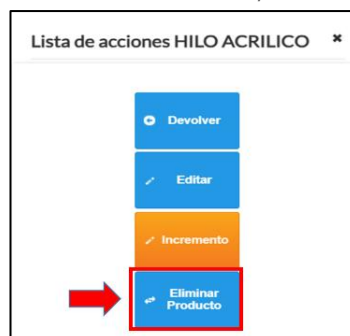 Lista de acciones HILO ACRILICO ×
Devolver
Editar
Incremento
Eliminar
Producto